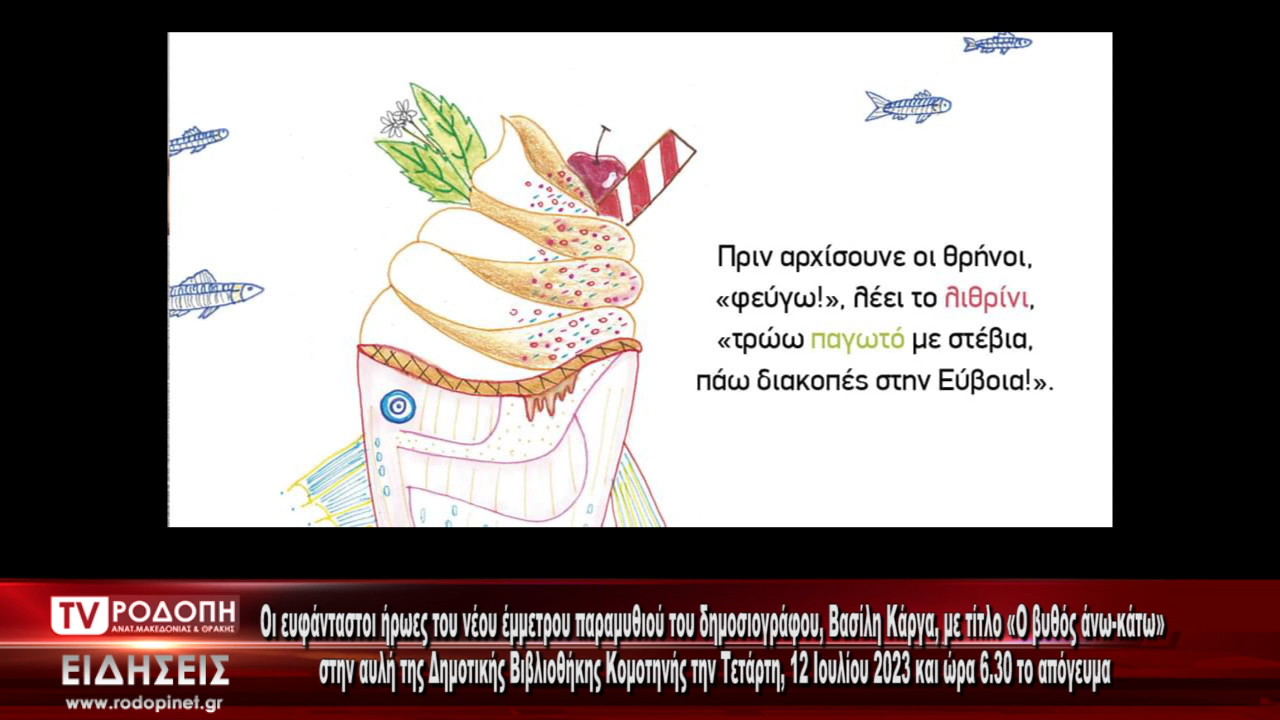 Πριν αρχίσουνε οι θρήνοι,
«φεύγω!», λέει το λιθρίνι,
«τρώω παγωτό με στέβια,
πάω διακοπές στην Εύβοια!».
TV ΡΟΔΟΠΗ
ΑΝΑΤ.ΜΑΚΕΔΟΝΙΑΣ & ΘΡΑΚΗΣ
ΕΙΔΗΣΕΙΣ
www.rodopinet.gr
Οι ευφάνταστοι ήρωες του νέου έμμετρου παραμυθιού του δημοσιογράφου, Βασίλη Κάργα, με τίτλο «Ο βυθός άνω-κάτω»
στην αυλή της Δημοτικής Βιβλιοθήκης Κομοτηνής την Τετάρτη, 12 Ιουλίου 2023 και ώρα 6.30 το απόγευμα